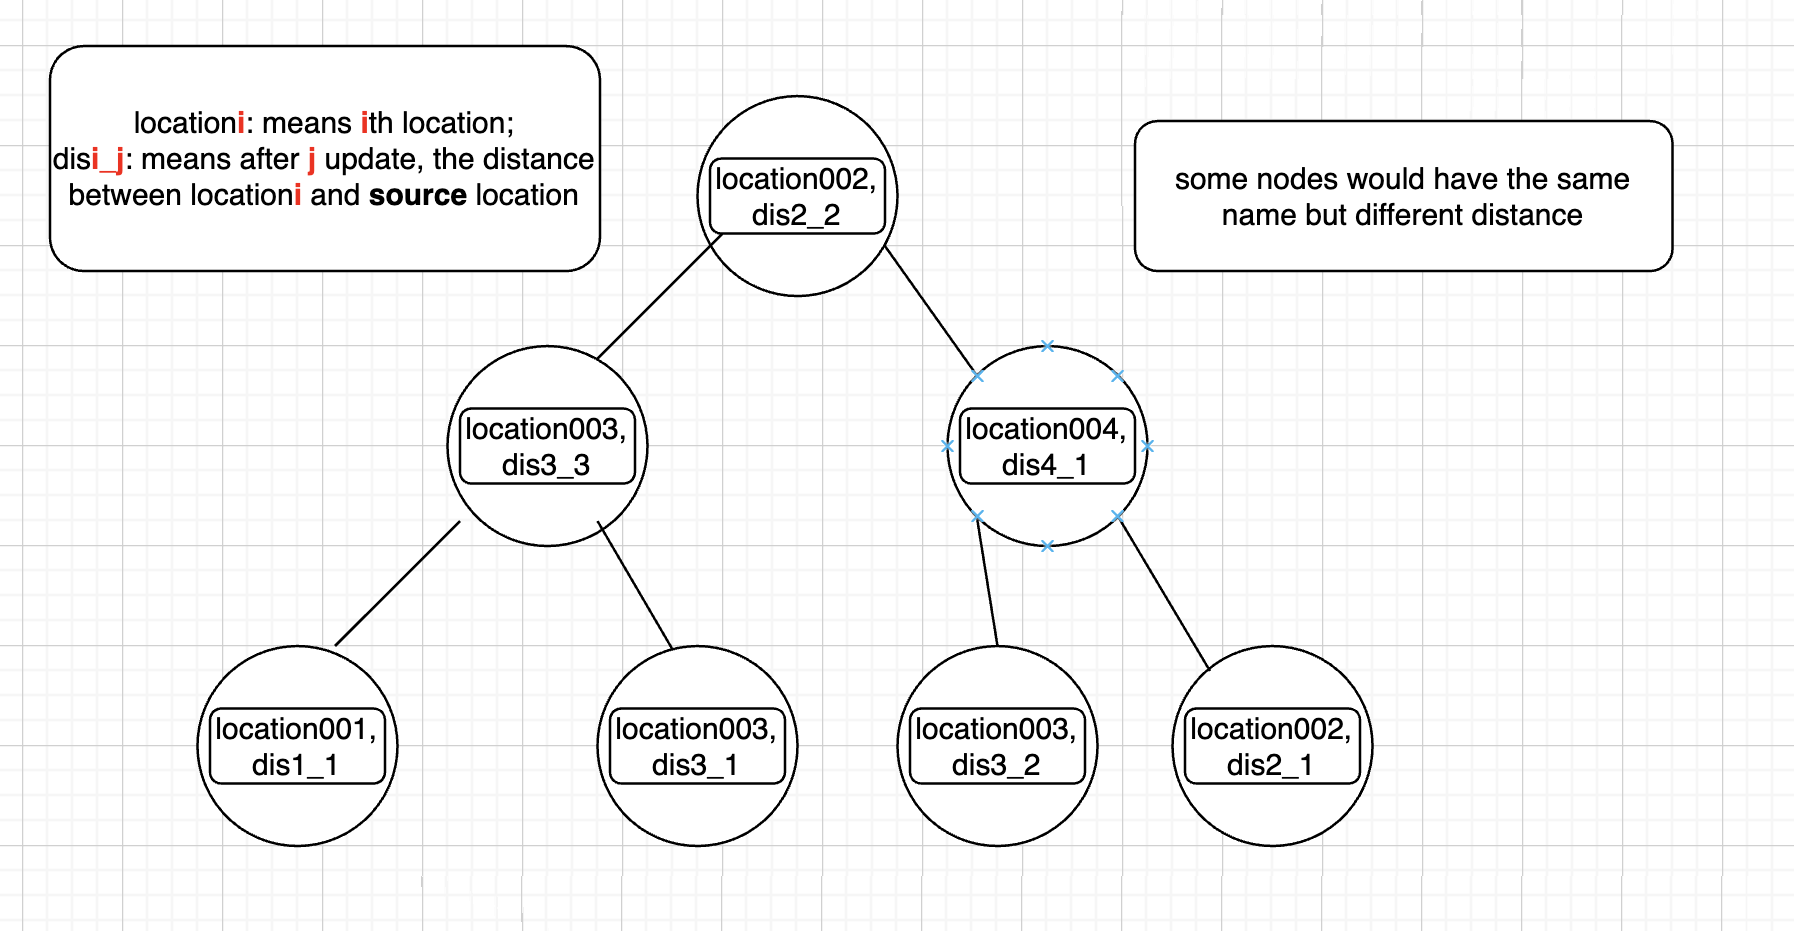 locationi: means ith location;
disi_j: means after j update, the distance
between locationi and source location
some nodes would have the same
name but different distance
location002,
dis2_2
location003,
dis3_3
location004,
dis4_1
location001,
dis1_1
location003,
dis3_1
location003,
dis3_2
location002,
dis2_1